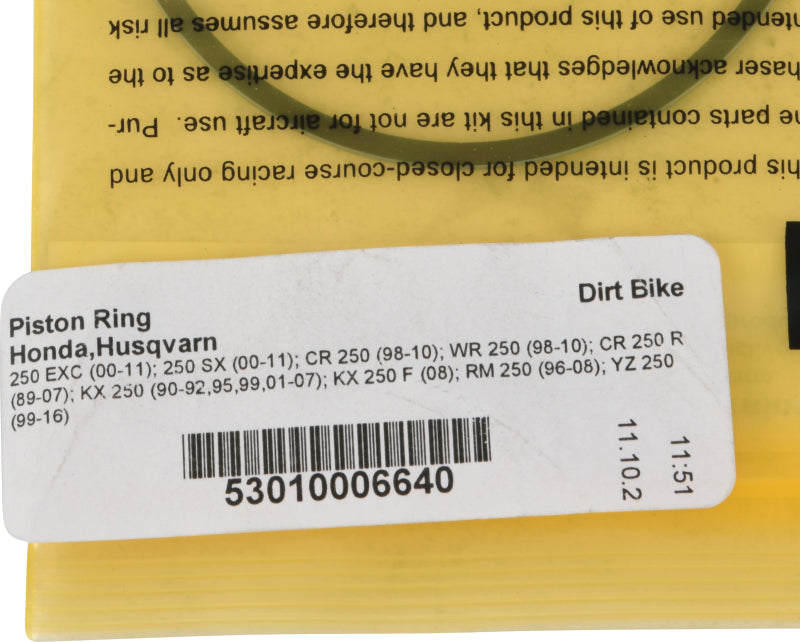 his product is intended for closed-course racing only and
he parts contained in this kit are not for aircraft use. Pur-
haser acknowledges that they have the expertise as to the
ntended use of this product, and therefore assumes all risk
Dirt Bike
Piston Ring
Honda,Husqvarn
250 EXC (00-11); 250 SX (00-11); CR 250 (98-10); WR 250 (98-10); CR 250 R
(89-07); KX 250 (90-92,95,99,01-07); KX 250 F (08); RM 250 (96-08); YZ 250
(99-16)
53010006640
11:51
11.10.2